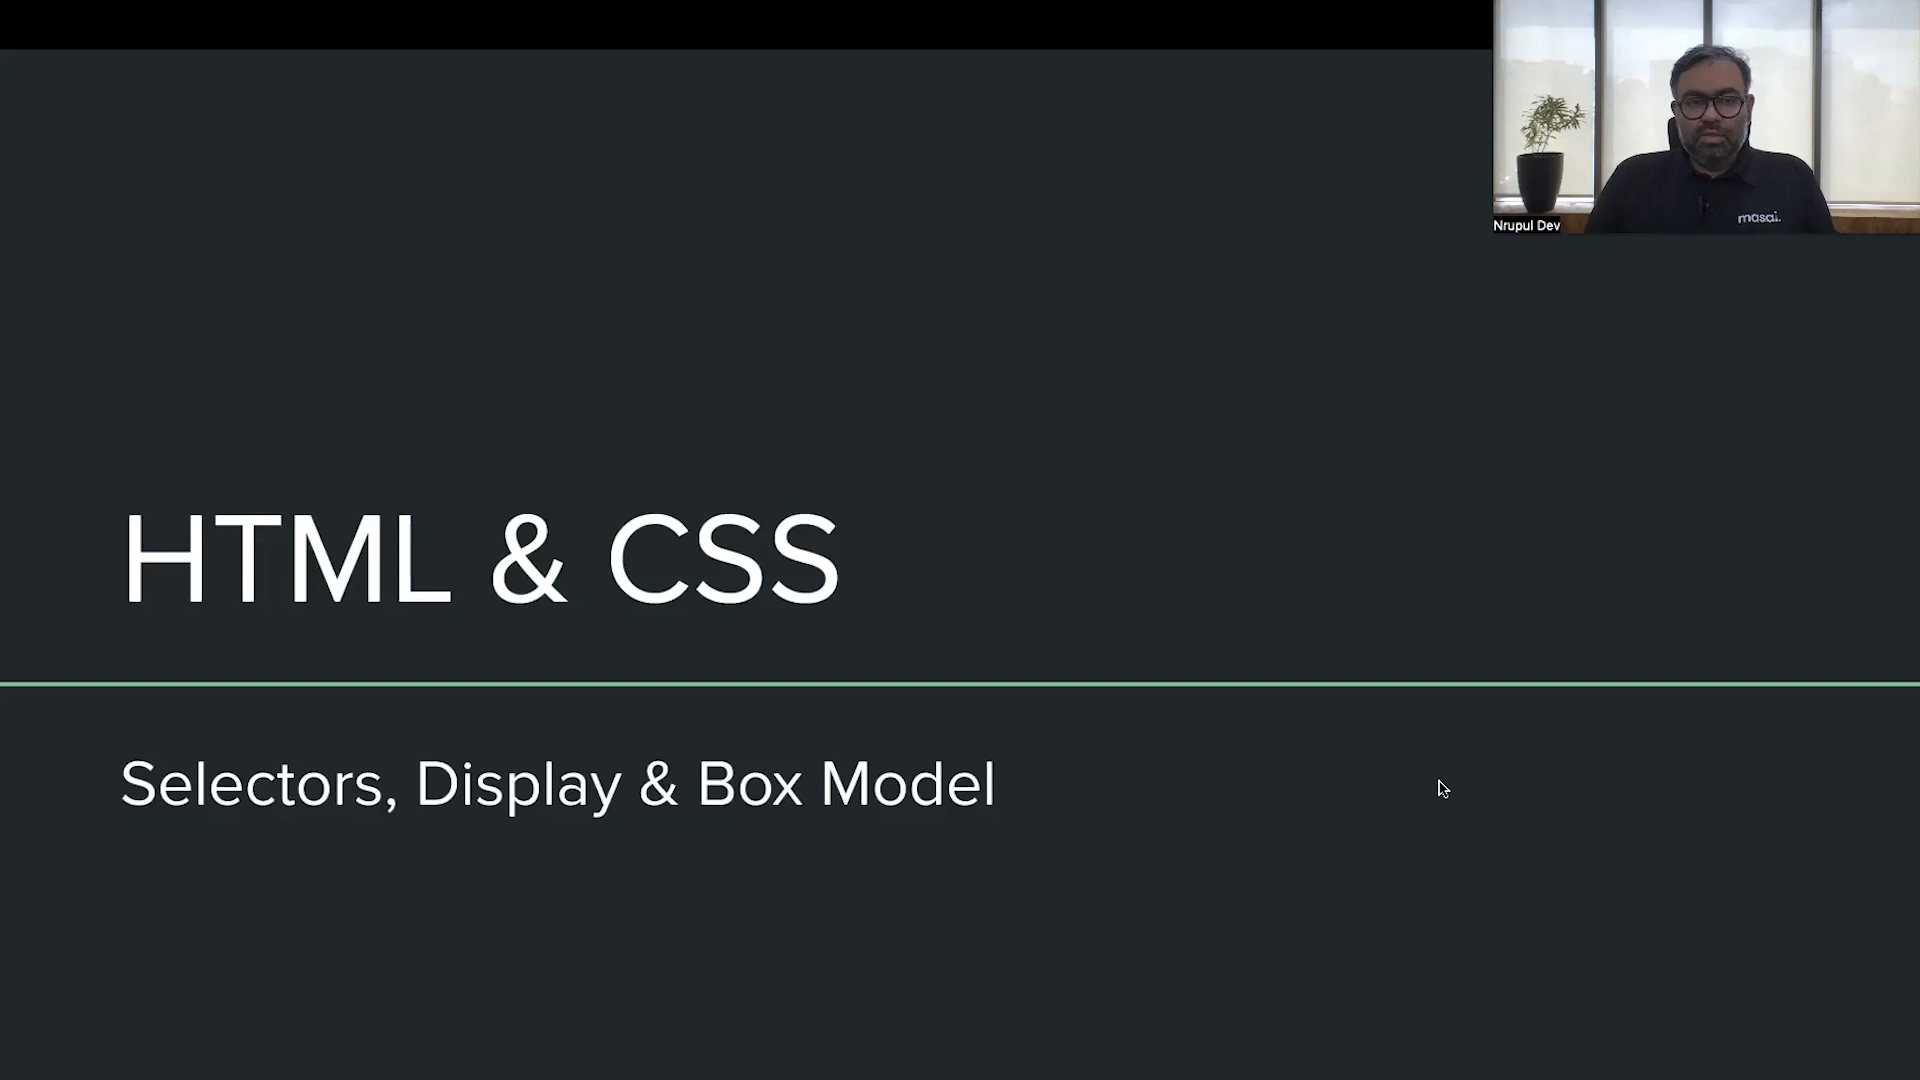 masai.
Nrupul Dev
HTML & CSS
Selectors, Display & Box Model